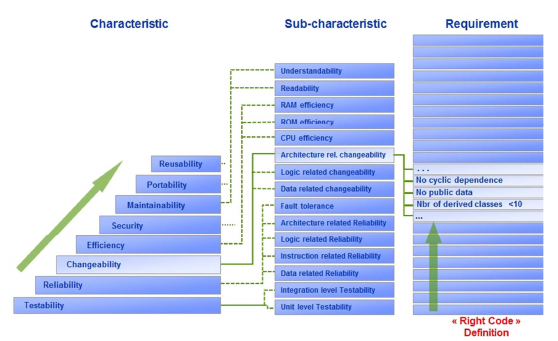 Characteristic
Sub-characteristic
Requirement
Understandability
Readability
RAM efficiency
ROM efficiency
CPU efficiency
Architecture rel. changeability
Logic related changeability
Data related changeability
Fault tolerance
Architecture related Reliability
Logic related Reliability
Instruction related Reliability
Data related Reliability
Integration level Testability
Unit level Testability
Reusability
Portability
Maintainability
Security
Efficiency
Changeability
Reliability
Testability
. . .
No cyclic dependence
No public data
Nbr of derived classes <10
...
« Right Code »
Definition